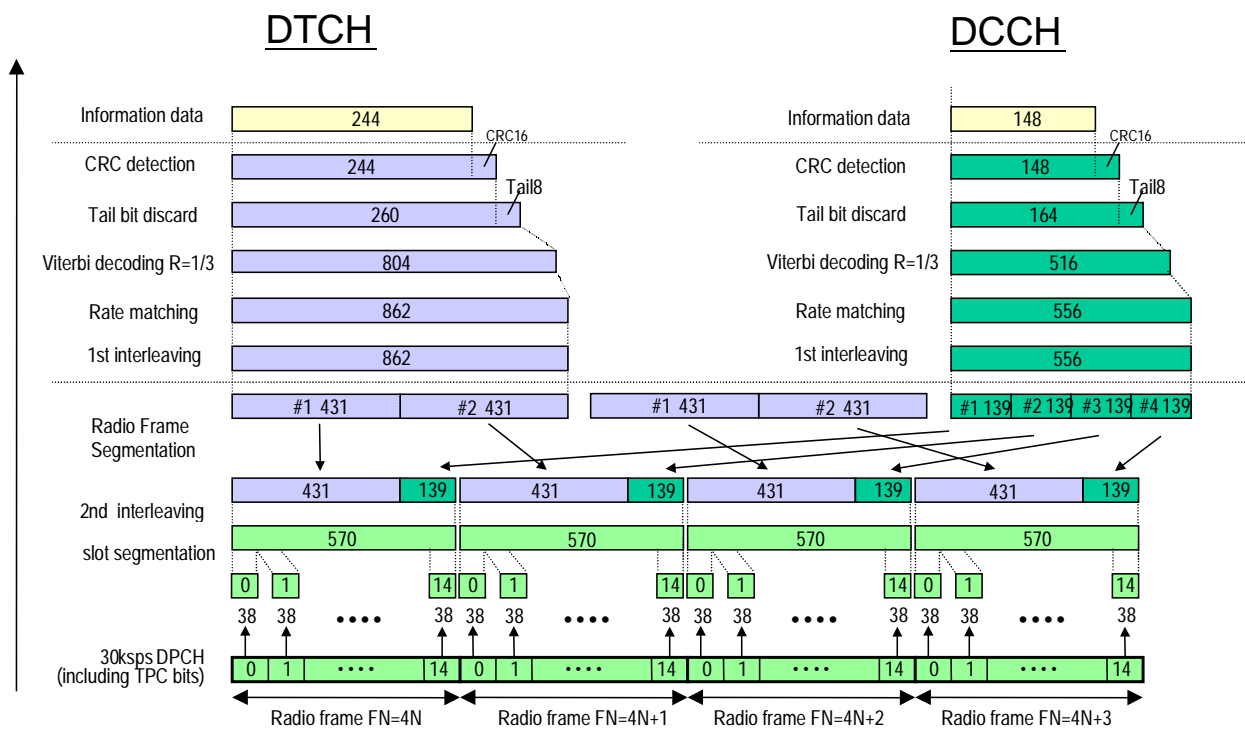 DTCH DCCH
Information data 244 Information data 148
CRC16 CRC16
CRC detection 244 CRC detection 148
Tail8 Tail8
Tail bit discard 260 Tail bit discard 164
Viterbi decoding R=1/3 804 Viterbi decoding R=1/3 516
Rate matching 862 Rate matching 556
1st interleaving 862 1st interleaving 556
#1 431 #2 431 #1 431 #2 431 #1 139 #2 139 #3 139 #4 139
Radio Frame
Segmentation
431 139 431 139 431 139 431 139
2nd interleaving
570 570 570 570
slot segmentation
0 1 14 0 1 14 0 1 14 0 1 14
38 38 •••• 38 38 38 •••• 38 38 38 •••• 38 38 38 •••• 38
30ksps DPCH
(including TPC bits)
0 1 •••• 14 0 1 •••• 14 0 1 •••• 14 0 1 •••• 14
Radio frame FN=4N Radio frame FN=4N+1 Radio frame FN=4N+2 Radio frame FN=4N+3